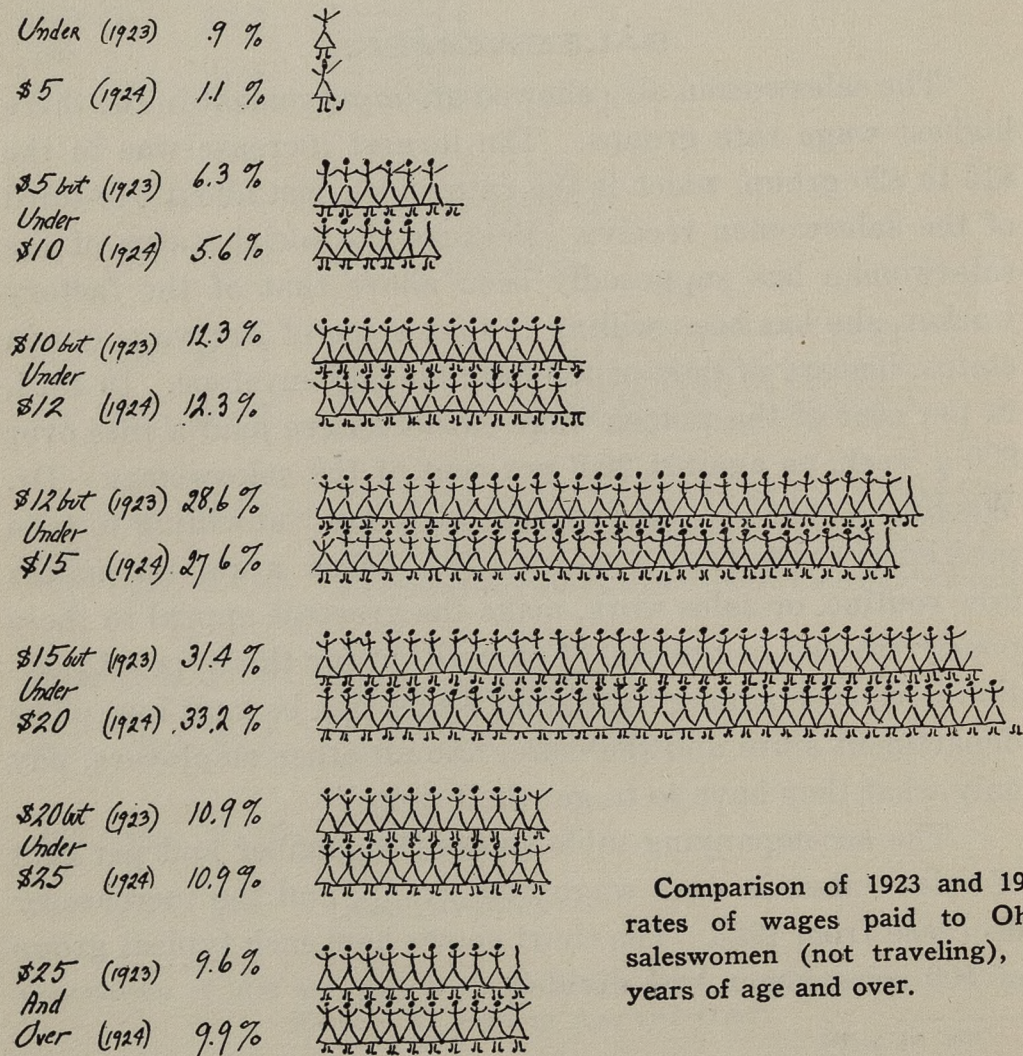 Under (1923) .9 %
$5 (1924) 1.1 %
$5 but (1923) 6.3 %
Under
$10 (1924) 5.6 %
$10 but (1923) 12.3 %
Under
$12 (1924) 12.3 %
$12 but (1923) 28.6 %
Under
$15 (1924) 27 6 %
$15 but (1923) 31.4 %
Under
$20 (1924) 33.2 %
$20 but (1923) 10.9 %
Under
$25 (1924) 10.9 %
$25 (1923) 9.6 %
And
Over (1924) 9.9 %
Comparison of 1923 and 19
rates of wages paid to Oh
saleswomen (not traveling),
years of age and over.